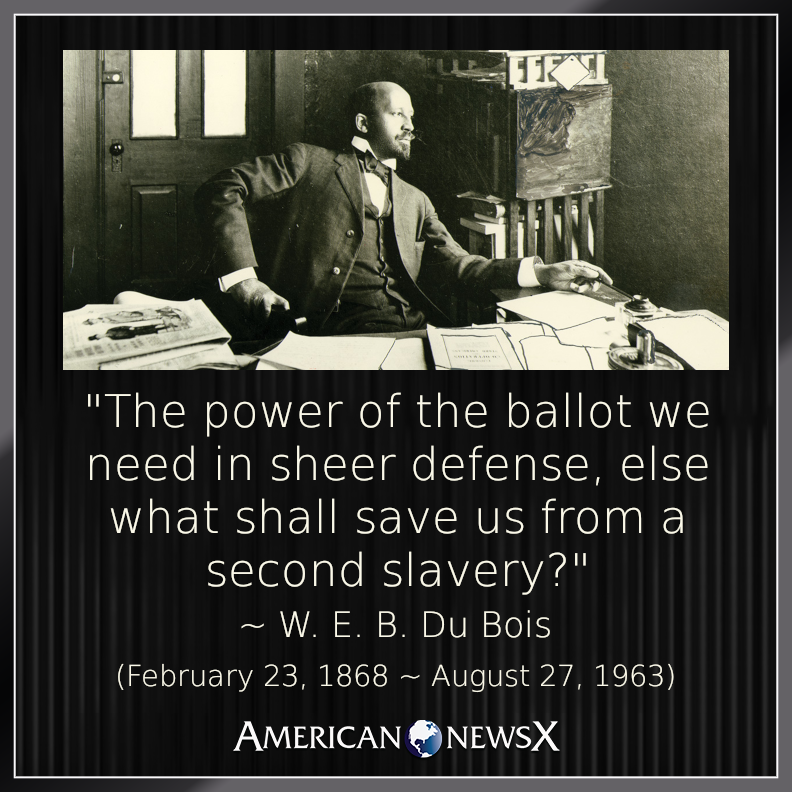 "The power of the ballot we
need in sheer defense, else
what shall save us from a
second slavery?"
~ W. E. B. Du Bois
(February 23, 1868 ~ August 27, 1963)
AMERICAN NEWSX